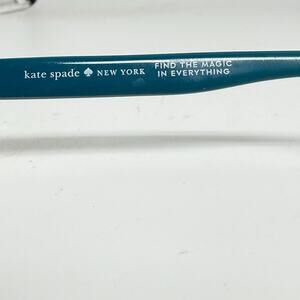 kate spade ♠ NEW YORK
FIND THE MAGIC
IN EVERYTHING